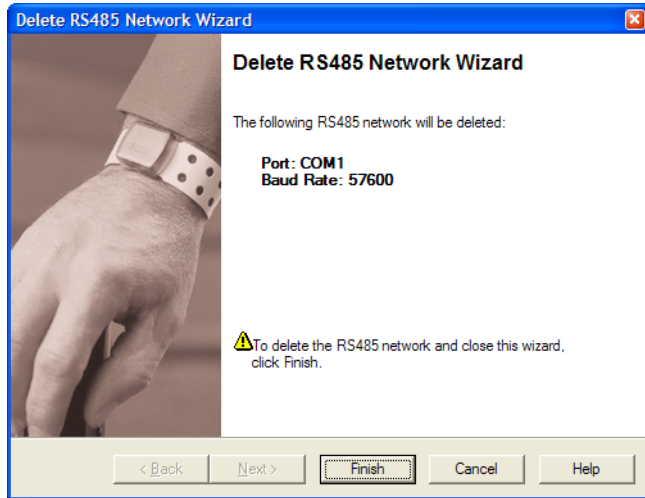 Delete RS485 Network Wizard
Delete RS485 Network Wizard
The following RS485 network will be deleted:
Port: COM1
Baud Rate: 57600
To delete the RS485 network and close this wizard,
click Finish.
< Back Next > Finish Cancel Help